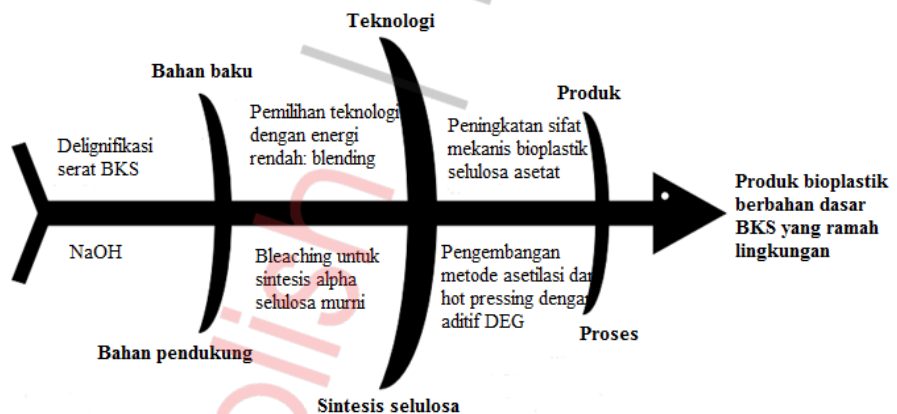 Teknologi
Bahan baku
Produk
Pemilihan teknologi
dengan energi
rendah: blending
Peningkatan sifat
mekanis bioplastik
selulosa asetat
Delignifikasi
serat BKS
Produk bioplastik
berbahan dasar
BKS yang ramah
lingkungan
NaOH
Bleaching untuk
sintesis alpha
selulosa murni
Pengembangan
metode asetilasi dan
hot pressing dengan
aditif DEG
Bahan pendukung
Proses
Sintesis selulosa